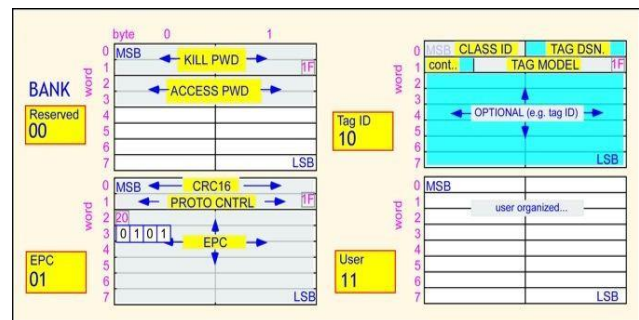 byte 0 1
BANK
word
0 MSB KILL PWD
1 1F
2 ACCESS PWD
3
4
5
6
7 LSB
Reserved
00
word
0 MSB CLASS ID TAG DSN.
1 cont.. TAG MODEL 1F
2
3
4 OPTIONAL (e.g. tag ID)
5
6
7 LSB
Tag ID
10
word
0 MSB CRC16
1 PROTO CNTRL 1F
2 20
3 0 1 0 1
4 EPC
5
6
7 LSB
EPC
01
word
0 MSB
1
2 user organized...
3
4
5
6
7 LSB
User
11